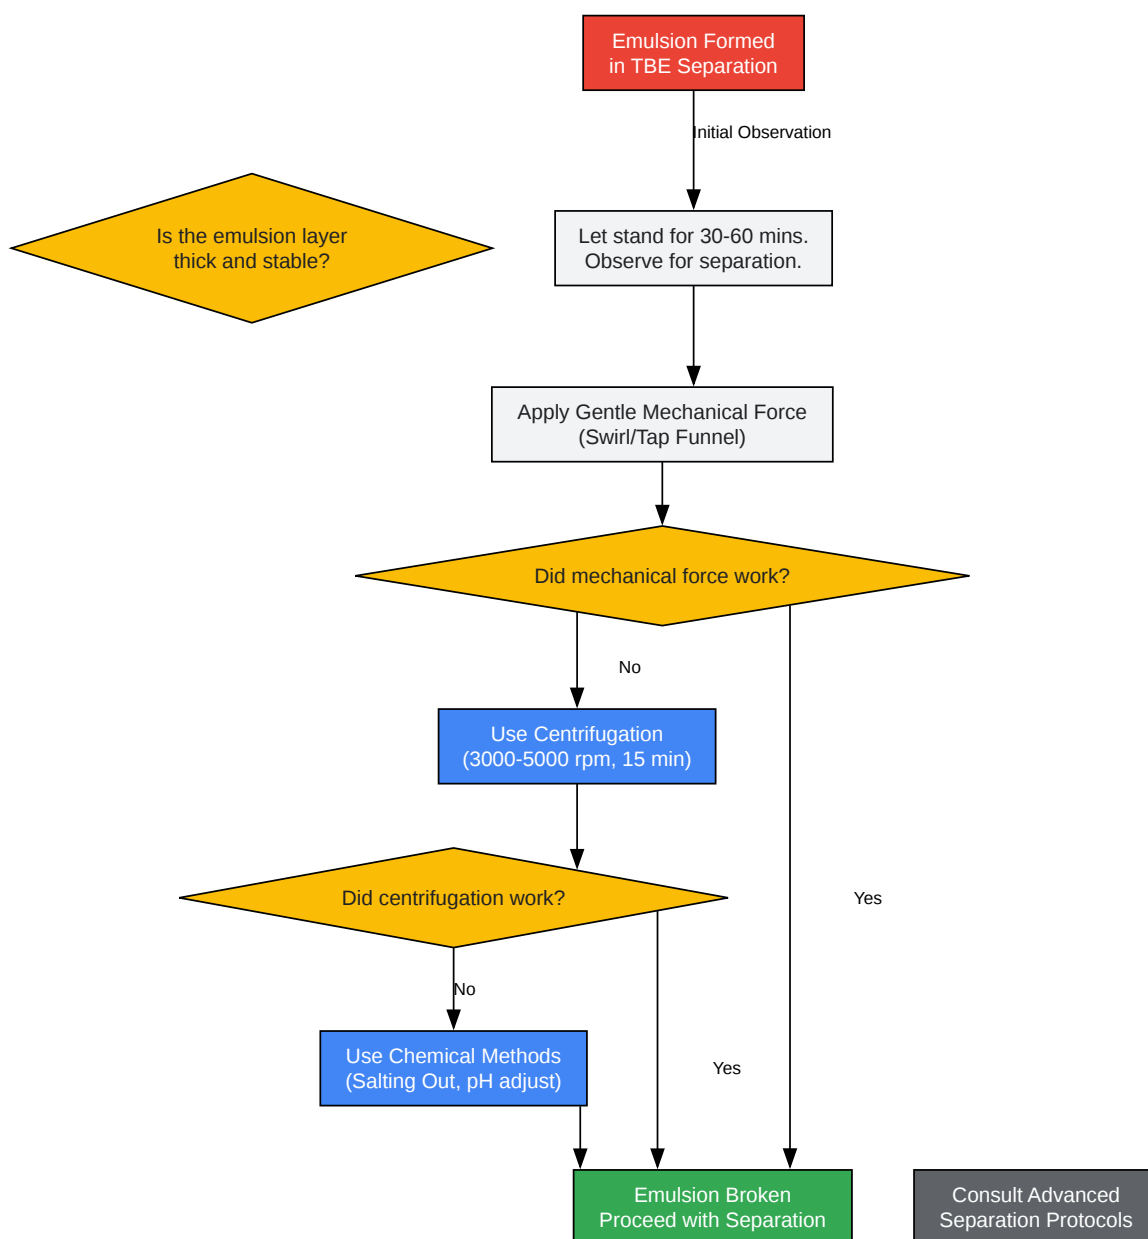 Emulsion Formed
in TBE Separation
Initial Observation
Is the emulsion layer
thick and stable?
Let stand for 30-60 mins.
Observe for separation.
Apply Gentle Mechanical Force
(Swirl/Tap Funnel)
Did mechanical force work?
No
Use Centrifugation
(3000-5000 rpm, 15 min)
Did centrifugation work?
Yes
No
Use Chemical Methods
(Salting Out, pH adjust)
Yes
Emulsion Broken
Proceed with Separation
Consult Advanced
Separation Protocols